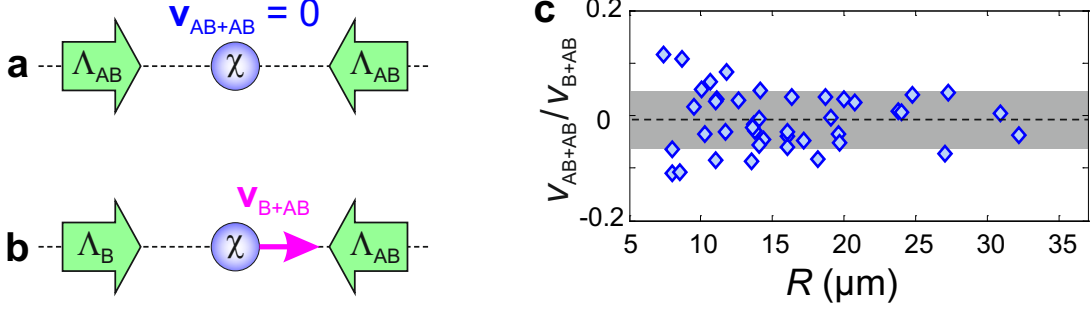 a
v_AB+AB = 0
Λ_AB
χ
Λ_AB
b
v_B+AB
Λ_B
χ
Λ_AB
c
v_AB+AB/v_B+AB
0.2
0
-0.2
5 10 15 20 25 30 35
R (μm)